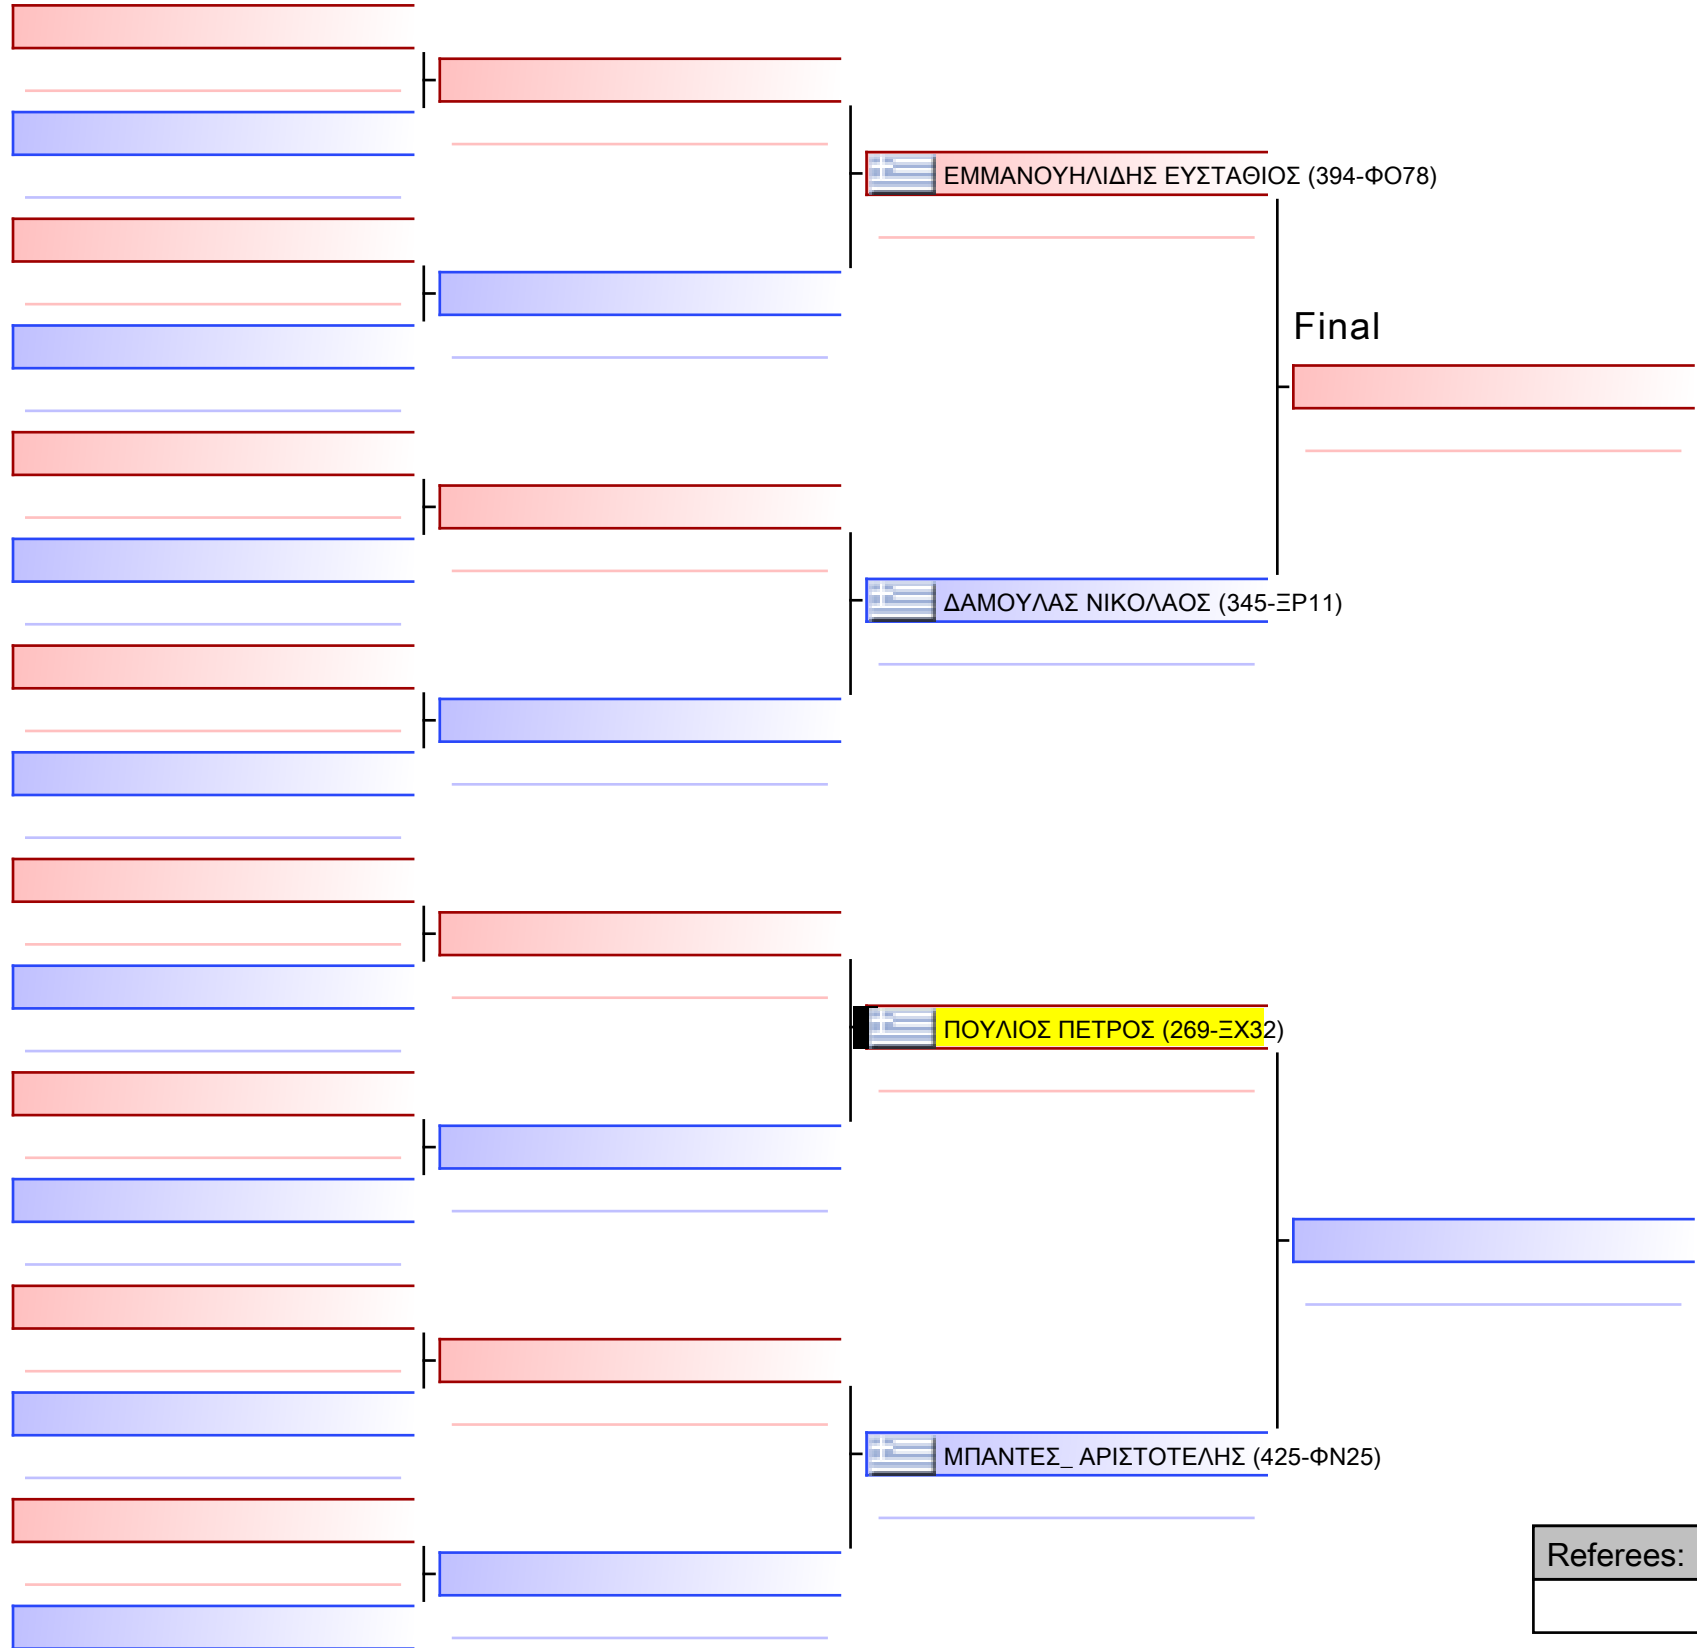 ΕΜΜΑΝΟΥΗΛΙΔΗΣ ΕΥΣΤΑΘΙΟΣ (394-ΦΟ78)
Final
ΔΑΜΟΥΛΑΣ ΝΙΚΟΛΑΟΣ (345-ΞΡ11)
ΠΟΥΛΙΟΣ ΠΕΤΡΟΣ (269-ΞΧ32)
ΜΠΑΝΤΕΣ_ ΑΡΙΣΤΟΤΕΛΗΣ (425-ΦΝ25)
Referees: